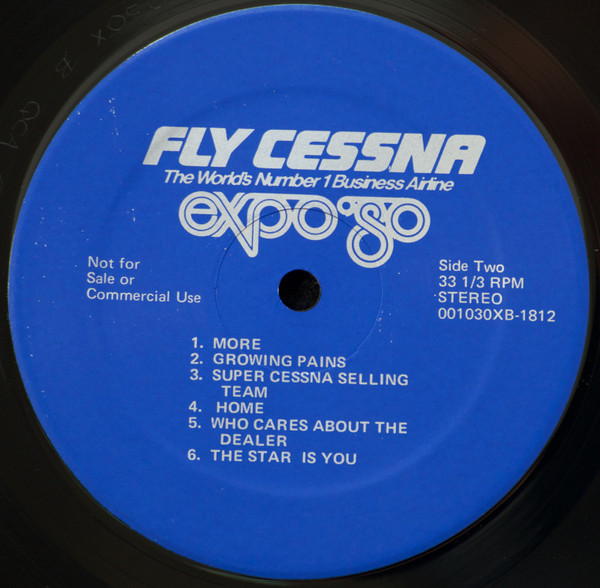 FLY CESSNA
The World's Number 1 Business Airline
expo '80
Not for
Sale or
Commercial Use
Side Two
33 1/3 RPM
STEREO
001030XB-1812
1. MORE
2. GROWING PAINS
3. SUPER CESSNA SELLING
TEAM
4. HOME
5. WHO CARES ABOUT THE
DEALER
6. THE STAR IS YOU